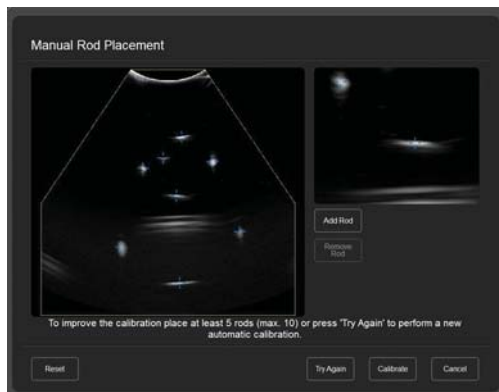 Manual Rod Placement
Add Rod
Remove
Rod
To improve the calibration place at least 5 rods (max. 10) or press 'Try Again' to perform a new
automatic calibration.
Reset
Try Again
Calibrate
Cancel